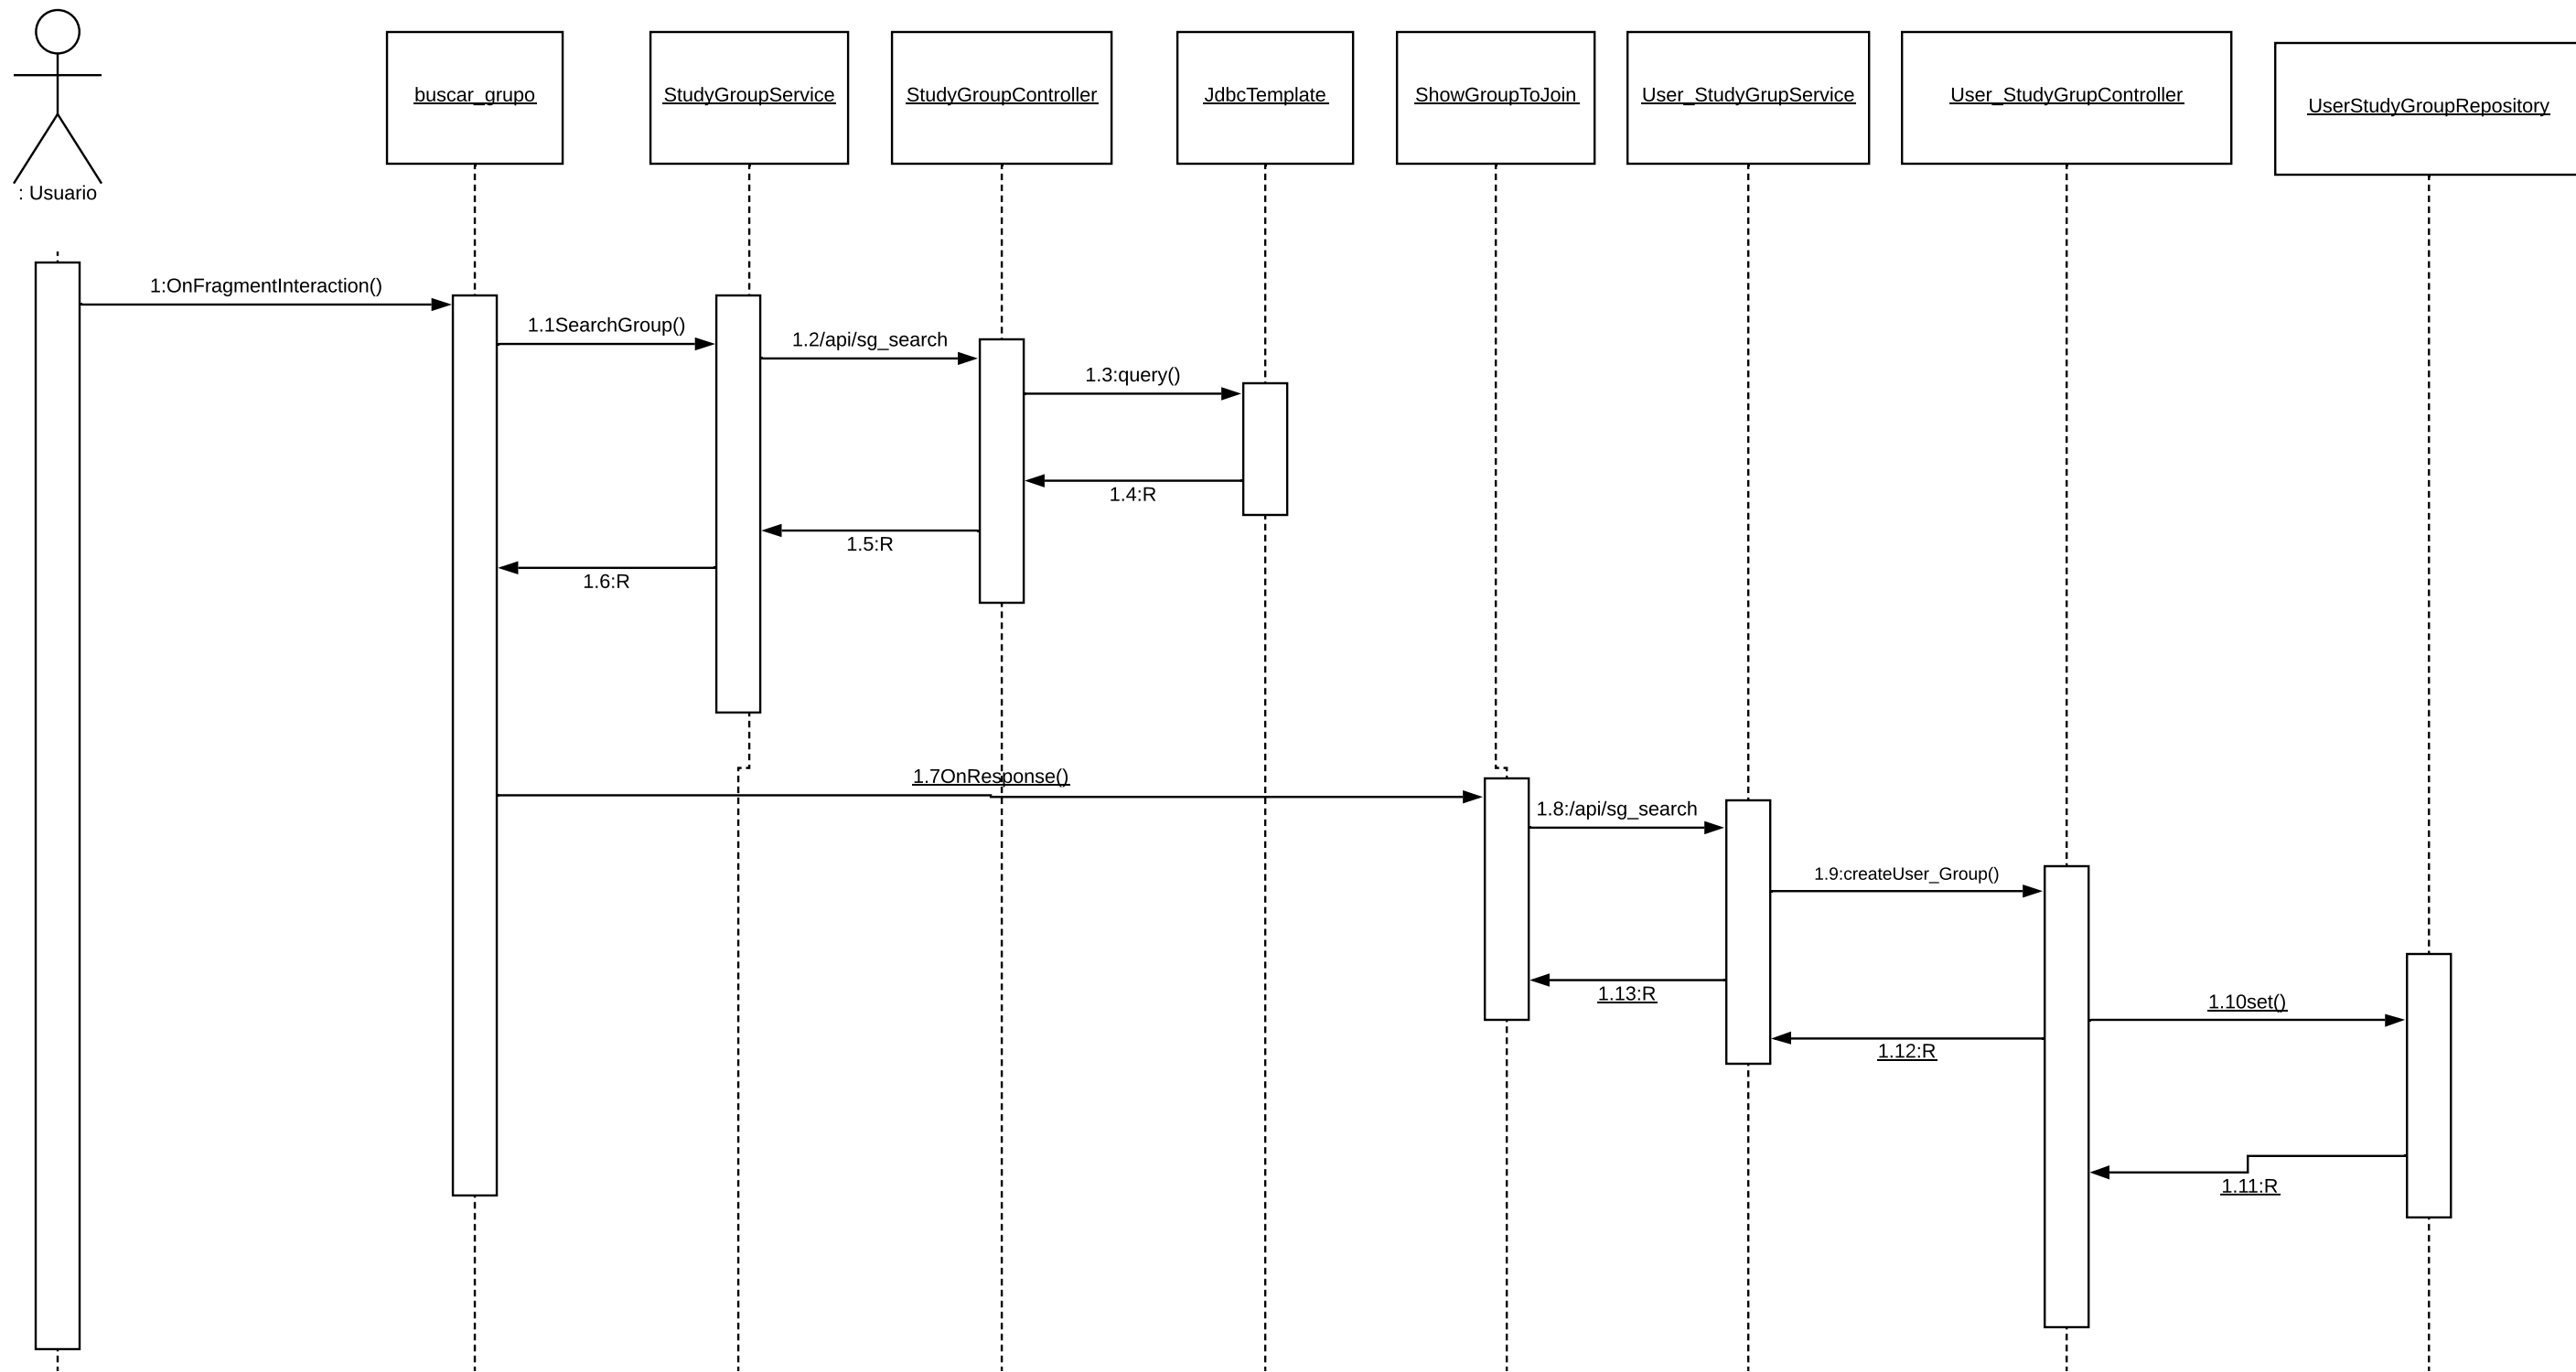 buscar_grupo
StudyGroupService
StudyGroupController
JdbcTemplate
ShowGroupToJoin
User_StudyGrupService
User_StudyGrupController
UserStudyGroupRepository
: Usuario
1:OnFragmentInteraction()
1.1SearchGroup()
1.2/api/sg_search
1.3:query()
1.4:R
1.5:R
1.6:R
1.7OnResponse()
1.8:/api/sg_search
1.9:createUser_Group()
1.13:R
1.10set()
1.12:R
1.11:R